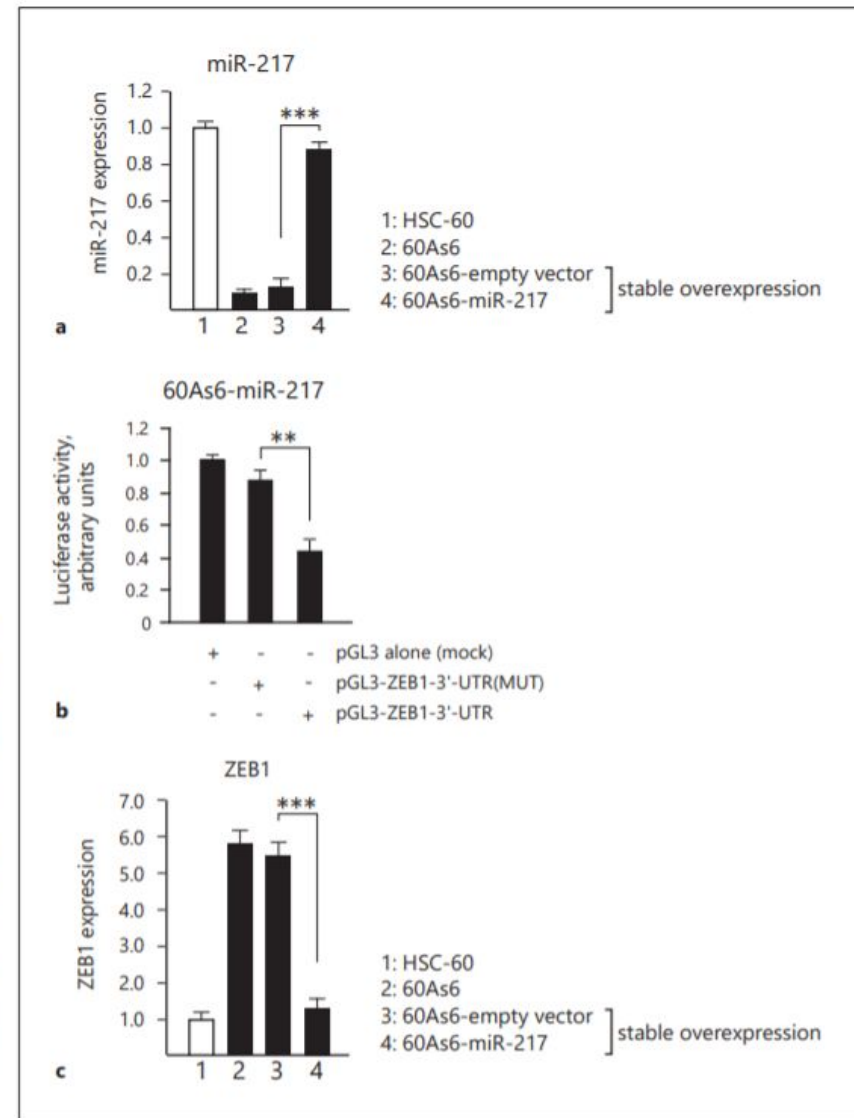 miR-217
miR-217 expression
1.2
1.0
0.8
0.6
0.4
0.2
***
1 2 3 4
1: HSC-60
2: 60As6
3: 60As6-empty vector
4: 60As6-miR-217
stable overexpression
a
60As6-miR-217
Luciferase activity,
arbitrary units
1.2
1.0
0.8
0.6
0.4
0.2
0
**
+ - - pGL3 alone (mock)
- + - pGL3-ZEB1-3'-UTR(MUT)
- - + pGL3-ZEB1-3'-UTR
b
ZEB1
ZEB1 expression
7.0
6.0
5.0
4.0
3.0
2.0
1.0
***
1 2 3 4
1: HSC-60
2: 60As6
3: 60As6-empty vector
4: 60As6-miR-217
stable overexpression
c